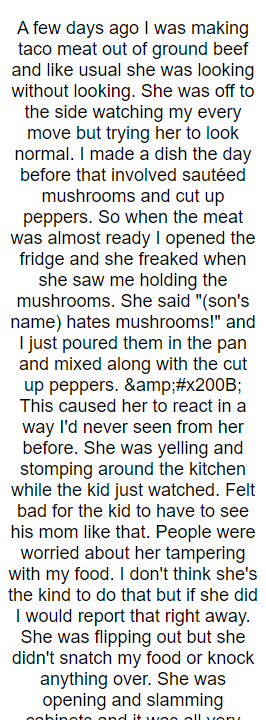 A few days ago I was making
taco meat out of ground beef
and like usual she was looking
without looking. She was off to
the side watching my every
move but trying her to look
normal. I made a dish the day
before that involved sautéed
mushrooms and cut up
peppers. So when the meat
was almost ready I opened the
fridge and she freaked when
she saw me holding the
mushrooms. She said "(son's
name) hates mushrooms!" and
I just poured them in the pan
and mixed along with the cut
up peppers. &amp;#x200B;
This caused her to react in a
way I'd never seen from her
before. She was yelling and
stomping around the kitchen
while the kid just watched. Felt
bad for the kid to have to see
his mom like that. People were
worried about her tampering
with my food. I don't think she's
the kind to do that but if she did
I would report that right away.
She was flipping out but she
didn't snatch my food or knock
anything over. She was
opening and slamming
cabinets and it was all very